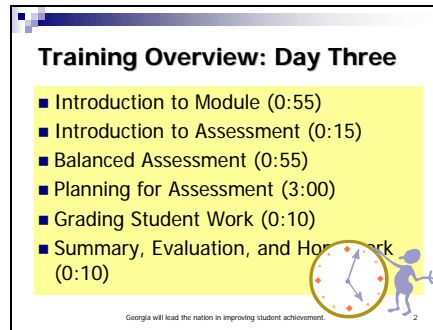 Training Overview: Day Three
Introduction to Module (0:55)
Introduction to Assessment (0:15)
Balanced Assessment (0:55)
Planning for Assessment (3:00)
Grading Student Work (0:10)
Summary, Evaluation, and Homework
(0:10)
Georgia will lead the nation in improving student achievement.
2